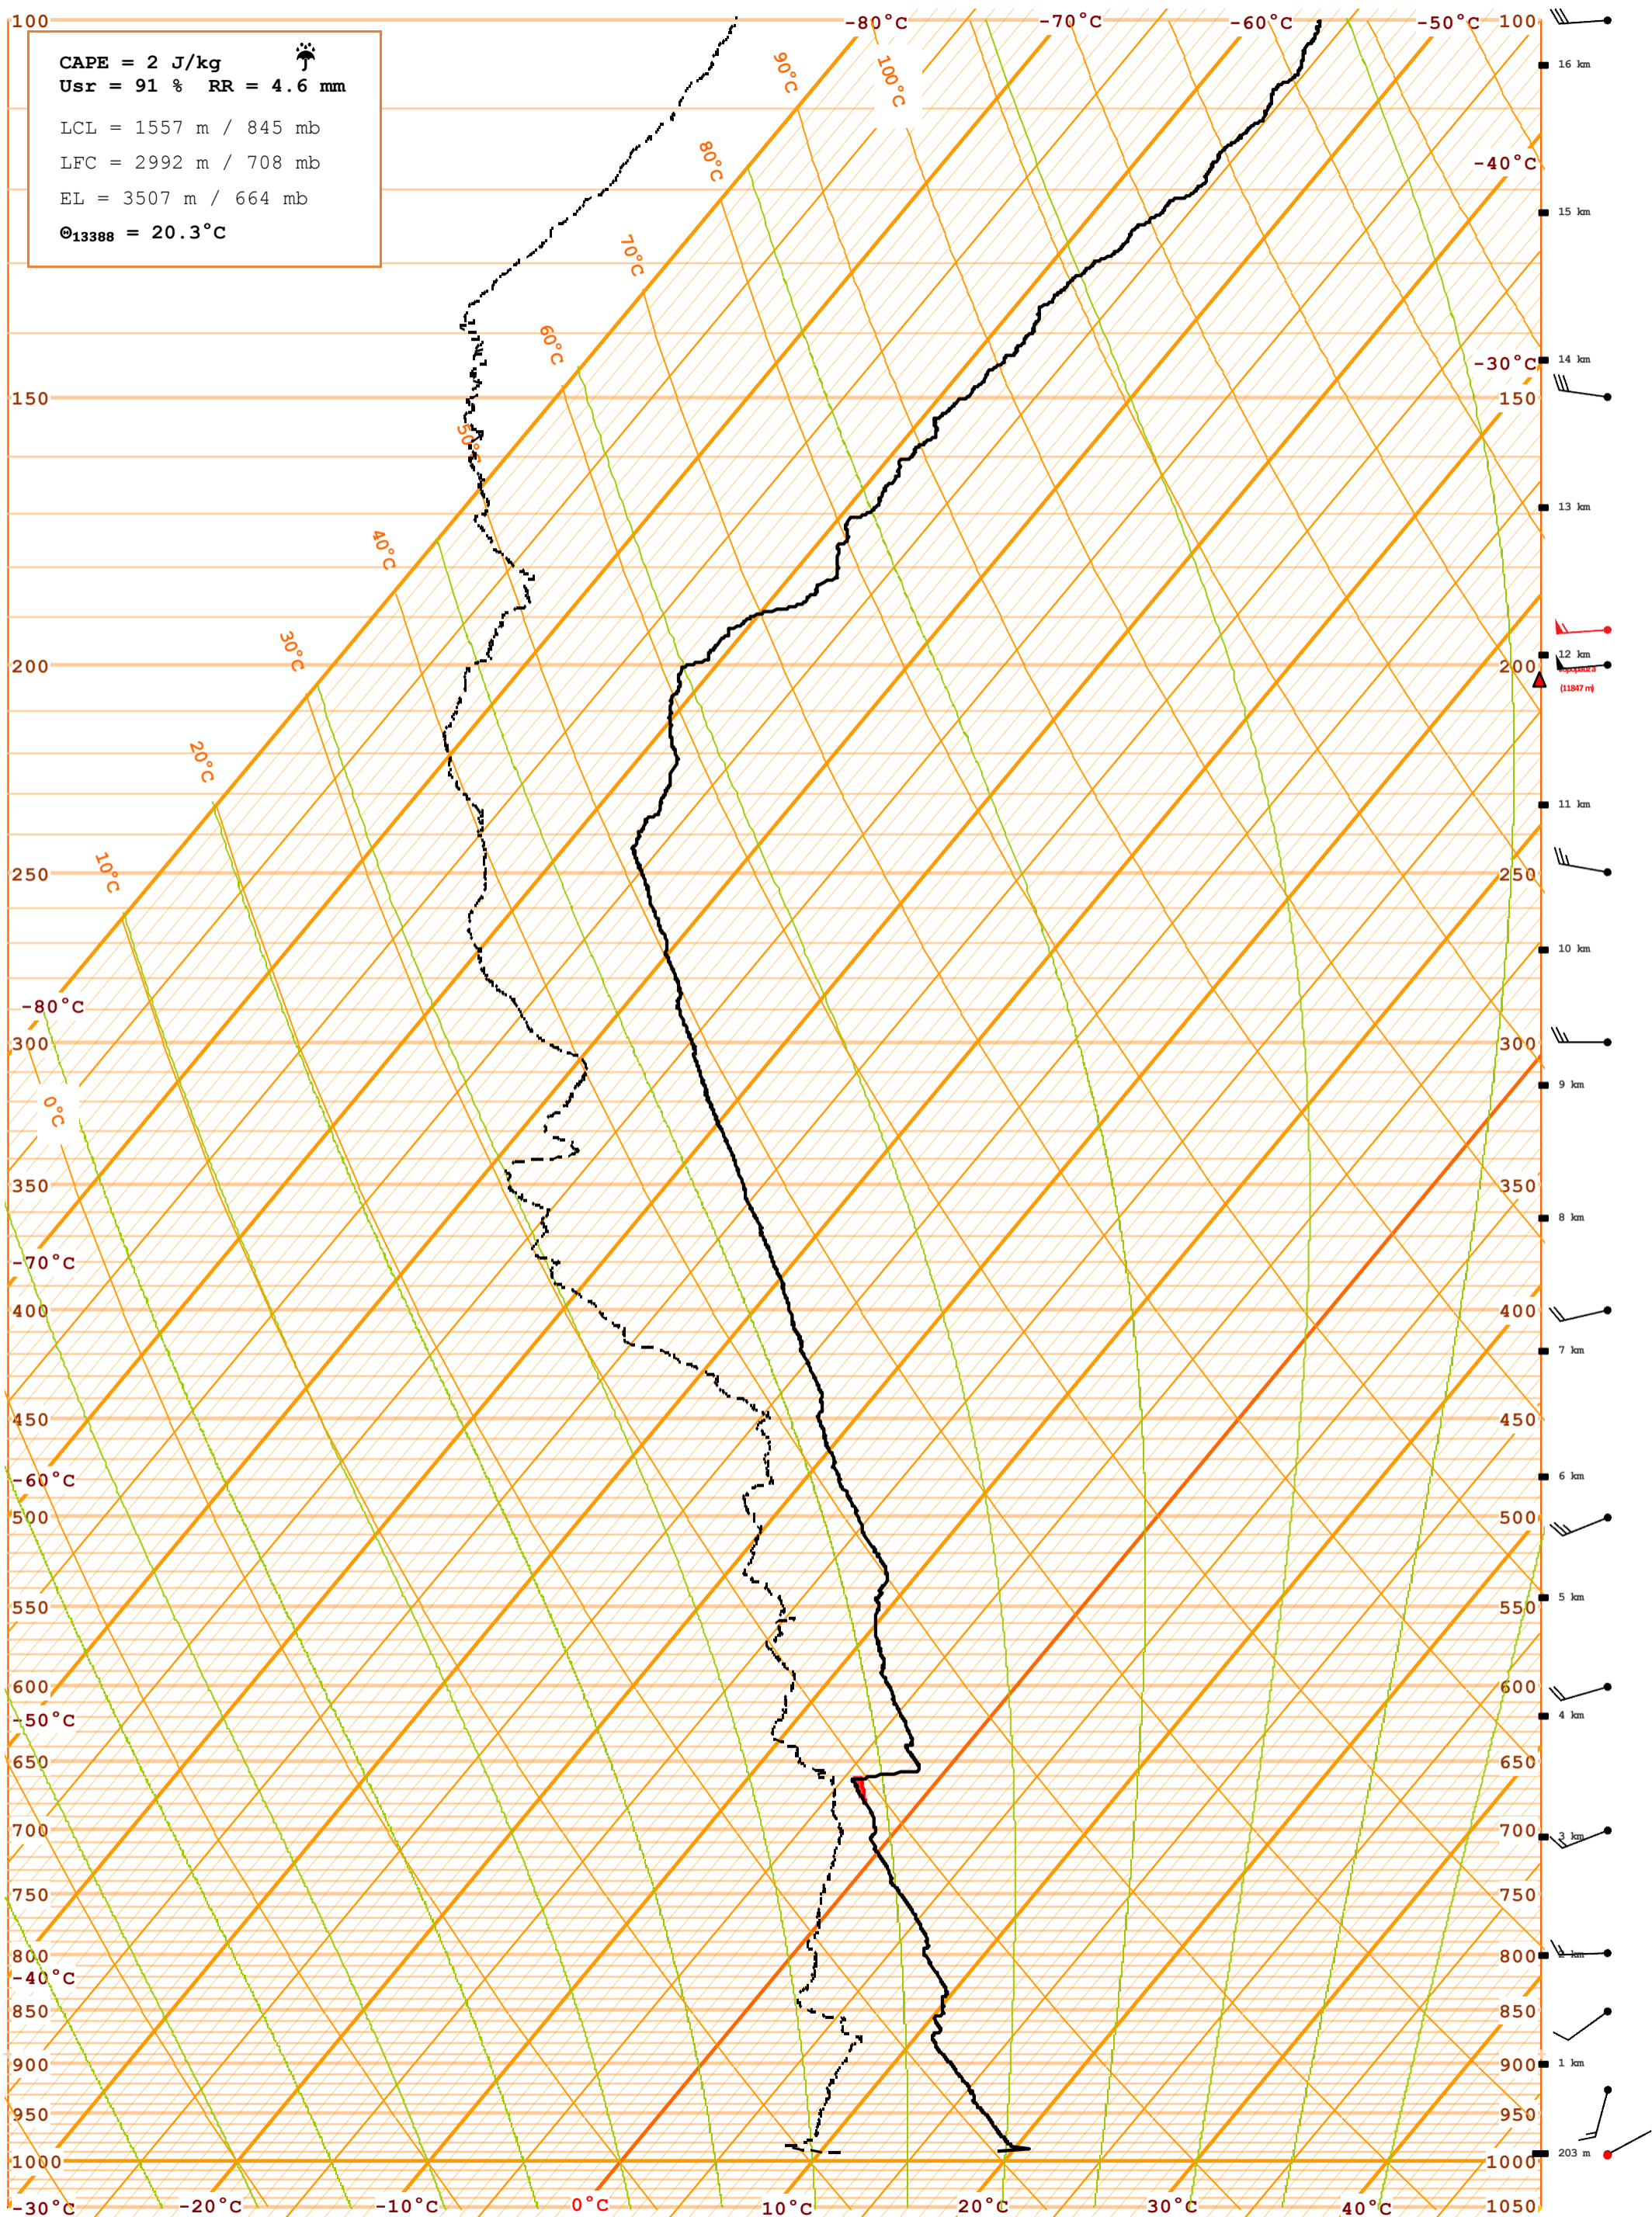 100 -80°C -70°C -60°C -50°C 100
CAPE = 2 J/kg
Usr = 91 % RR = 4.6 mm
LCL = 1557 m / 845 mb
LFC = 2992 m / 708 mb
EL = 3507 m / 664 mb
Θ13388 = 20.3°C
90°C 100°C 16 km
80°C -40°C
15 km
70°C
60°C 14 km
-30°C
150 150
50°C
13 km
40°C
30°C 12 km
200 200
(11847 m)
20°C
11 km
10°C
250 250
10 km
-80°C
300 300
9 km
0°C
350 350
8 km
-70°C
400 400
7 km
450 450
-60°C 6 km
500 500
5 km
550 550
600 600
-50°C 4 km
650 650
700 700
3 km
750 750
800 800
-40°C
850 850
900 900 1 km
950 950
203 m
1000 1000
-30°C -20°C -10°C 0°C 10°C 20°C 30°C 40°C 1050